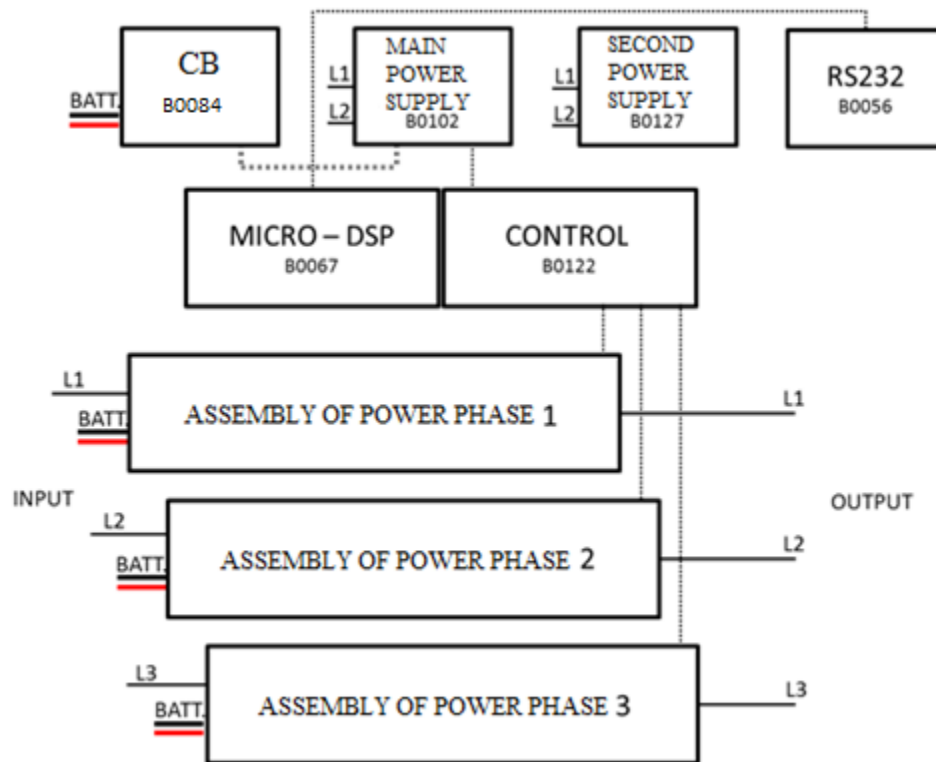 CB
B0084
BATT.
MAIN
POWER
SUPPLY
B0102
L1
L2
SECOND
POWER
SUPPLY
B0127
L1
L2
RS232
B0056
MICRO – DSP
B0067
CONTROL
B0122
L1
BATT.
ASSEMBLY OF POWER PHASE 1
L1
INPUT
OUTPUT
L2
BATT.
ASSEMBLY OF POWER PHASE 2
L2
L3
BATT.
ASSEMBLY OF POWER PHASE 3
L3